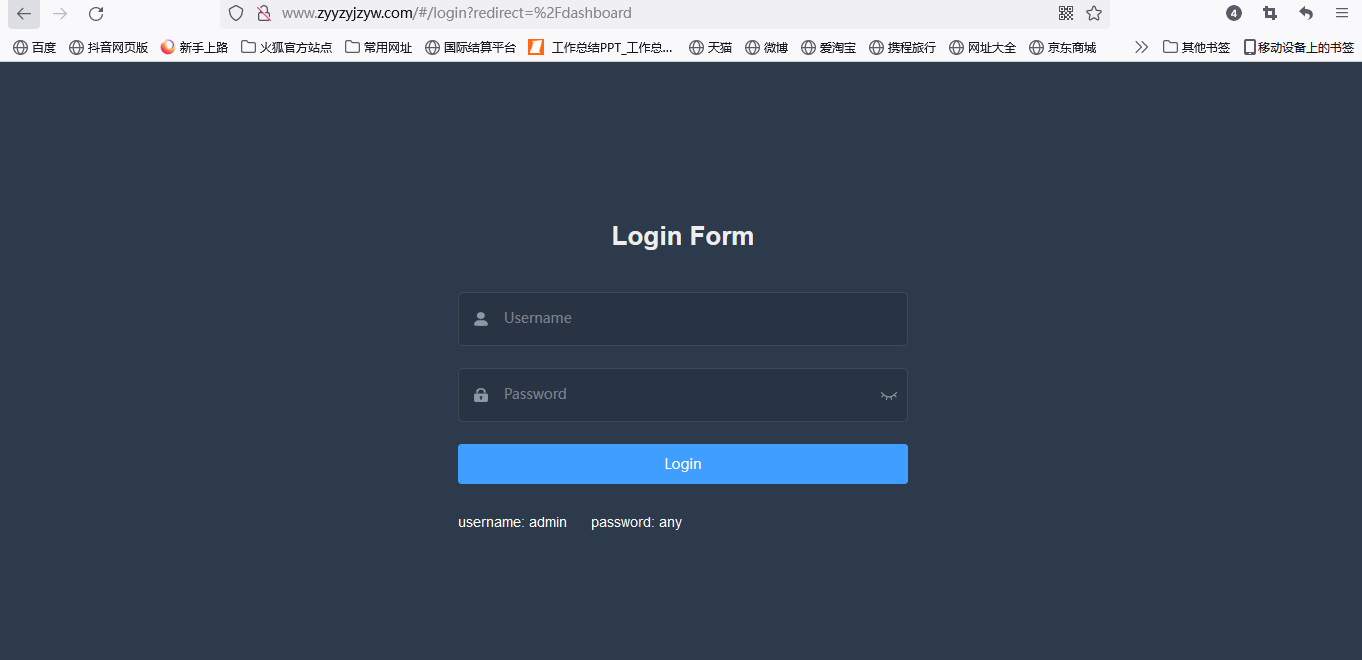 www.zyyzyjzyw.com/#/login?redirect=%2Fdashboard
4
百度 抖音网页版 新手上路 火狐官方站点 常用网址 国际结算平台 工作总结PPT_工作总... 天猫 微博 爱淘宝 携程旅行 网址大全 京东商城 其他书签 移动设备上的书签
Login Form
Username
Password
Login
username: admin password: any